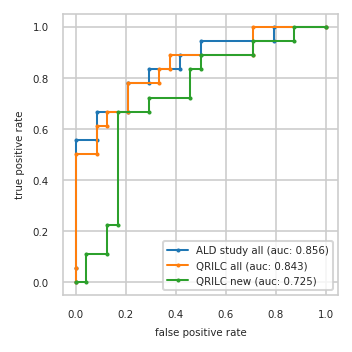 1.0
0.8
0.6
0.4
0.2
0.0
true positive rate
ALD study all (auc: 0.856)
QRILC all (auc: 0.843)
QRILC new (auc: 0.725)
0.0 0.2 0.4 0.6 0.8 1.0
false positive rate